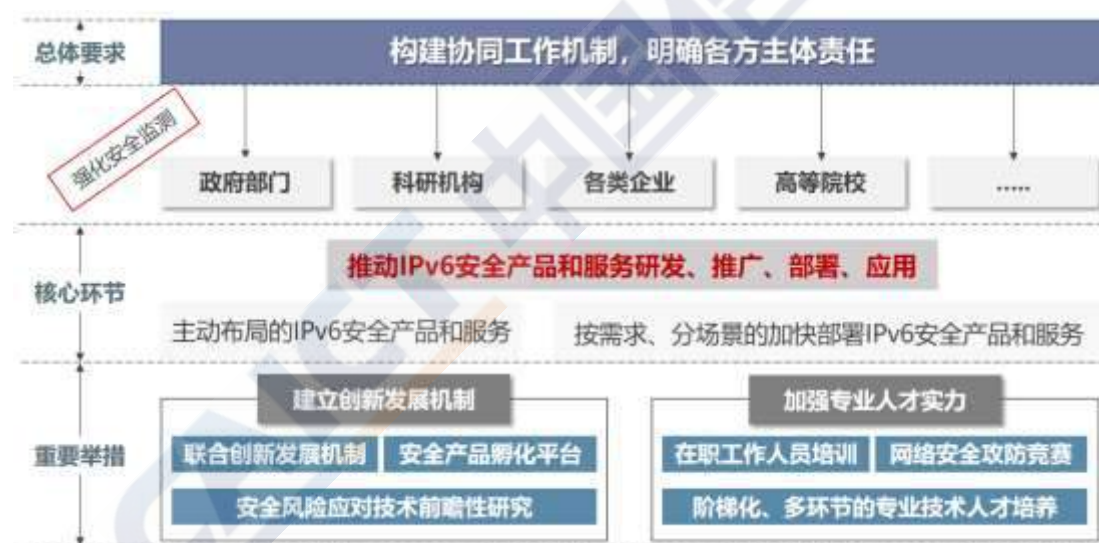 总体要求
构建协同工作机制，明确各方主体责任
强化安全监测
政府部门
科研机构
各类企业
高等院校
.....
核心环节
推动IPv6安全产品和服务研发、推广、部署、应用
主动布局的IPv6安全产品和服务
按需求、分场景的加快部署IPv6安全产品和服务
重要举措
建立创新发展机制
联合创新发展机制
安全产品孵化平台
安全风险应对技术前瞻性研究
加强专业人才实力
在职工作人员培训
网络安全攻防竞赛
阶梯化、多环节的专业技术人才培养
CAICT 中国信